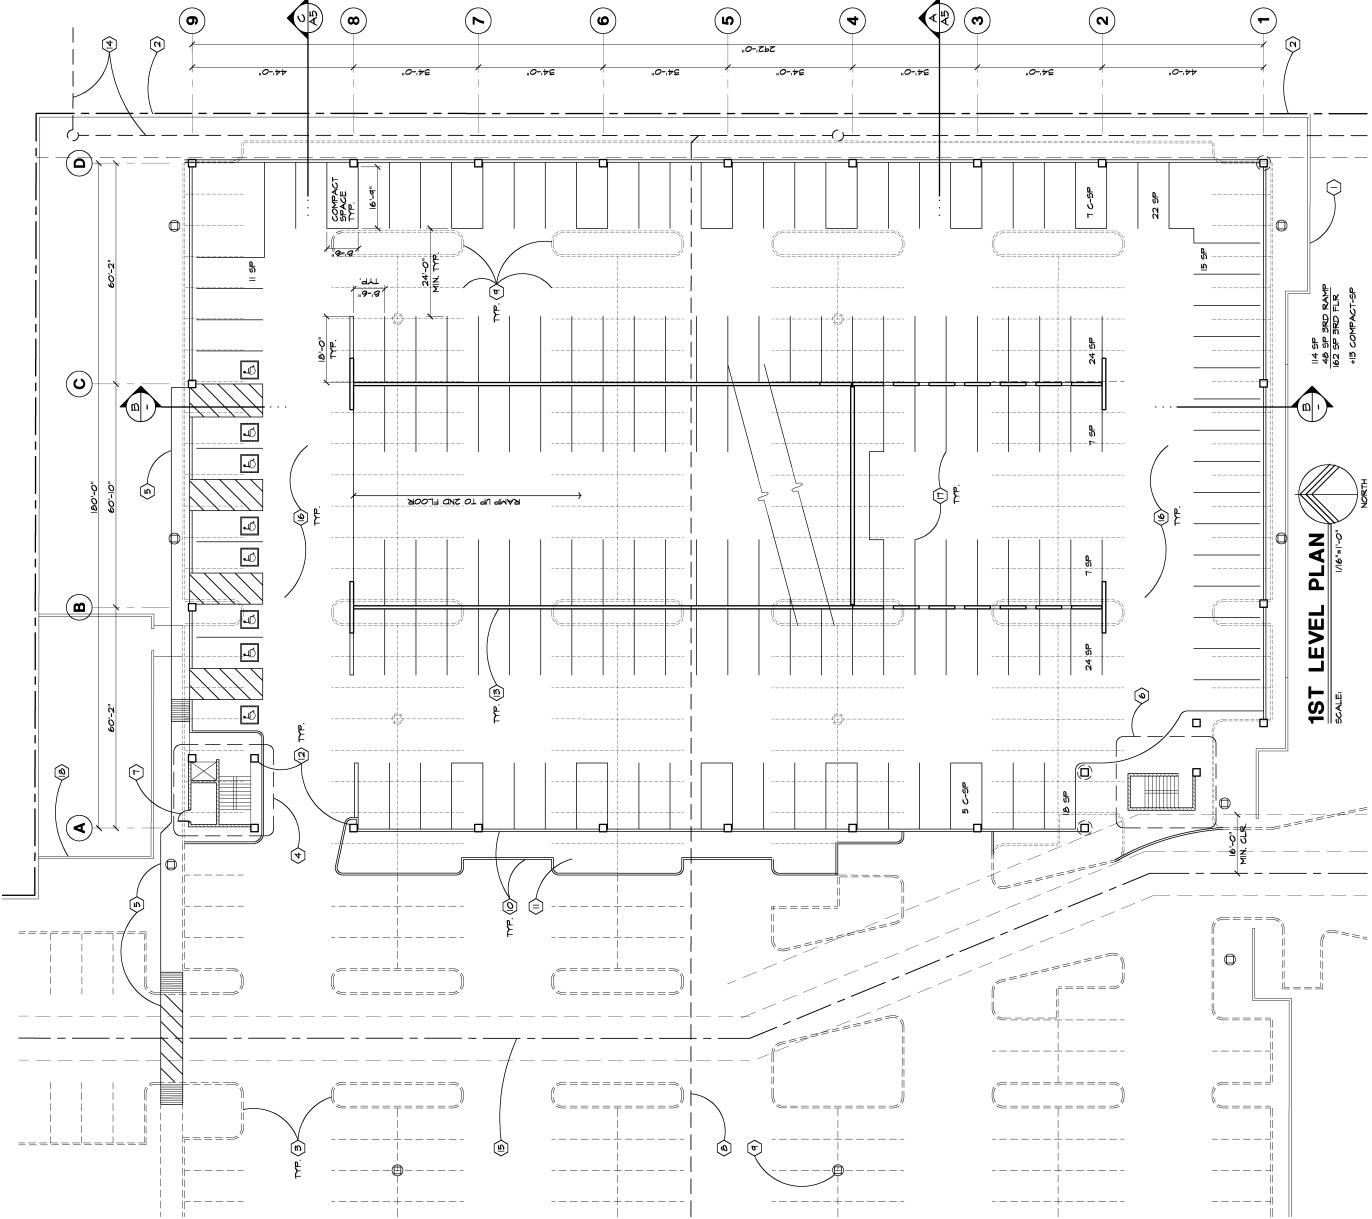 9
C
A5
8
7
6
5
4
A
A5
3
2
1
14
2
292'-0"
2
44'-0"
34'-0"
34'-0"
34'-0"
34'-0"
34'-0"
34'-0"
44'-0"
D
COMPACT
SPACE
TYP.
16'-9"
7 C-SP
22 SP
1
60'-2"
11 SP
8'-6"
8'-6"
TYP.
24'-0"
MIN. TYP.
TYP.
9
15 SP
18'-0"
TYP.
24 SP
114 SP
48 SP 3RD RAMP
162 SP 3RD FLR
+13 COMPACT-SP
C
B
-
B
-
5
7 SP
180'-0"
60'-10"
16
TYP.
RAMP UP TO 2ND FLOOR
17
TYP.
16
TYP.
NORTH
1ST LEVEL PLAN
SCALE:
1/16"=1'-0"
7 SP
B
24 SP
TYP.
13
60'-2"
6
18
7
12
TYP.
A
4
5 C-SP
18 SP
16'-0"
MIN. CLR.
5
TYP.
10
11
TYP.
3
15
8
9